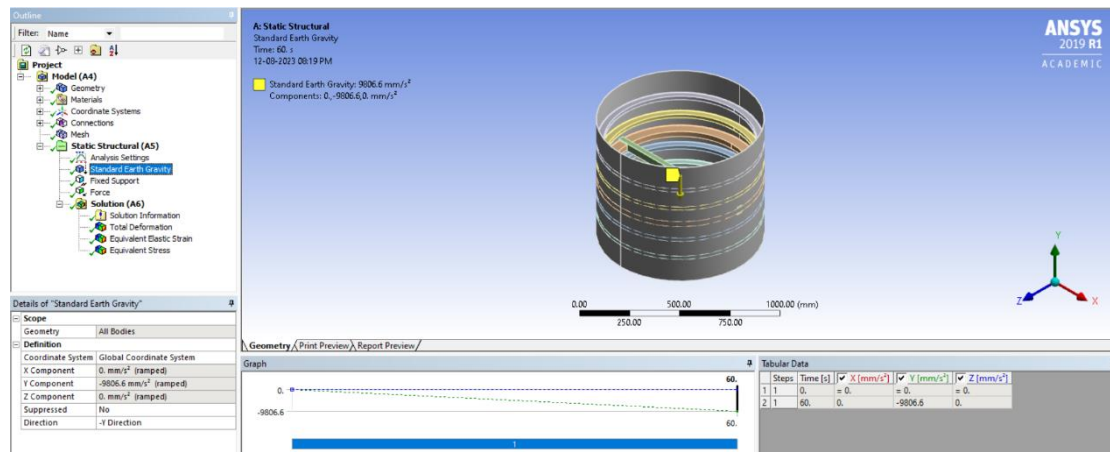 Outline
Filter: Name
Project
Model (A4)
Geometry
Materials
Coordinate Systems
Connections
Mesh
Static Structural (A5)
Analysis Settings
Standard Earth Gravity
Fixed Support
Force
Solution (A6)
Solution Information
Total Deformation
Equivalent Elastic Strain
Equivalent Stress
Details of "Standard Earth Gravity"
Scope
Geometry All Bodies
Definition
Coordinate System Global Coordinate System
X Component 0. mm/s² (ramped)
Y Component -9806.6 mm/s² (ramped)
Z Component 0. mm/s² (ramped)
Suppressed No
Direction -Y Direction
A: Static Structural
Standard Earth Gravity
Time: 60. s
12-08-2023 08:19 PM
Standard Earth Gravity: 9806.6 mm/s²
Components: 0.,-9806.6,0. mm/s²
ANSYS
2019 R1
ACADEMIC
Y
Z X
0.00 500.00 1000.00 (mm)
250.00 750.00
Geometry Print Preview Report Preview
Graph
60.
0.
-9806.6
60.
1
Tabular Data
Steps Time [s] X [mm/s²] Y [mm/s²] Z [mm/s²]
1 1 0. = 0. = 0. = 0.
2 1 60. 0. -9806.6 0.